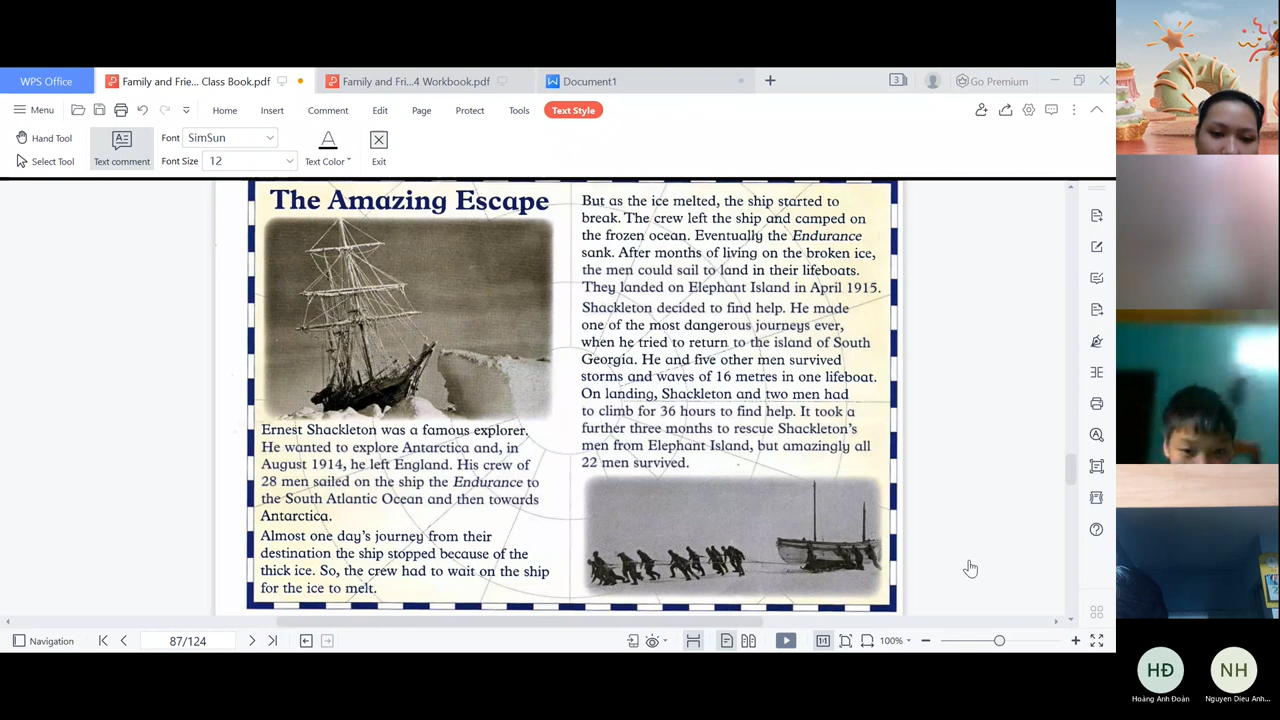 WPS Office
Family and Frie... Class Book.pdf
Family and Fri...4 Workbook.pdf
Document1
3
Go Premium
Menu
Home
Insert
Comment
Edit
Page
Protect
Tools
Text Style
Hand Tool
Select Tool
Text comment
Font
SimSun
Font Size
12
Text Color
Exit
The Amazing Escape
Ernest Shackleton was a famous explorer.
He wanted to explore Antarctica and, in
August 1914, he left England. His crew of
28 men sailed on the ship the Endurance to
the South Atlantic Ocean and then towards
Antarctica.
Almost one day's journey from their
destination the ship stopped because of the
thick ice. So, the crew had to wait on the ship
for the ice to melt.
But as the ice melted, the ship started to
break. The crew left the ship and camped on
the frozen ocean. Eventually the Endurance
sank. After months of living on the broken ice,
the men could sail to land in their lifeboats.
They landed on Elephant Island in April 1915.
Shackleton decided to find help. He made
one of the most dangerous journeys ever,
when he tried to return to the island of South
Georgia. He and five other men survived
storms and waves of 16 metres in one lifeboat.
On landing, Shackleton and two men had
to climb for 36 hours to find help. It took a
further three months to rescue Shackleton's
men from Elephant Island, but amazingly all
22 men survived.
Navigation
87/124
1:1
100%
HĐ
Hoàng Anh Đoàn
NH
Nguyen Dieu Anh...